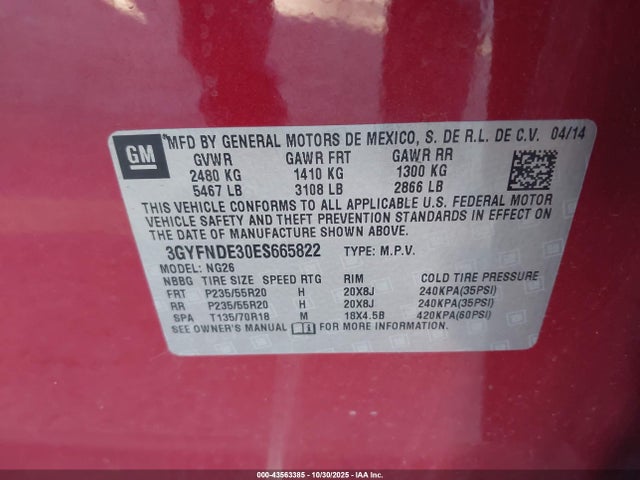 GM *MFD BY GENERAL MOTORS DE MEXICO, S. DE R.L. DE C.V. 04/14
GVWR GAWR FRT GAWR RR
2480 KG 1410 KG 1300 KG
5467 LB 3108 LB 2866 LB
THIS VEHICLE CONFORMS TO ALL APPLICABLE U.S. FEDERAL MOTOR
VEHICLE SAFETY AND THEFT PREVENTION STANDARDS IN EFFECT ON
THE DATE OF MANUFACTURE SHOWN ABOVE.
3GYFNDE30ES665822 TYPE: M.P.V.
MODEL: NG26
NBBG TIRE SIZE SPEED RTG RIM COLD TIRE PRESSURE
FRT P235/55R20 H 20X8J 240KPA(35PSI)
RR P235/55R20 H 20X8J 240KPA(35PSI)
SPA T135/70R18 M 18X4.5B 420KPA(60PSI)
SEE OWNER'S MANUAL FOR MORE INFORMATION
000-43563385 * 10/30/2025 * IAA Inc.